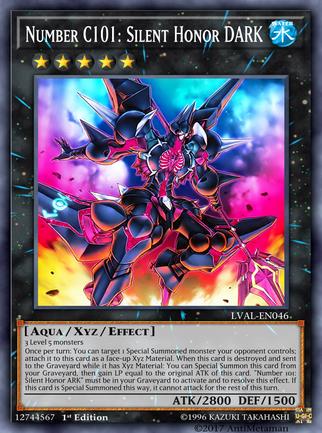 NUMBER C101: SILENT HONOR DARK
WATER
水
LVAL-EN046
[AQUA / XYZ / EFFECT]
3 Level 5 monsters
Once per turn: You can target 1 Special Summoned monster your opponent controls;
attach it to this card as a face-up Xyz Material. When this card is destroyed and sent
to the Graveyard while it has Xyz Material: You can Special Summon this card from
your Graveyard, then gain LP equal to the original ATK of this card. "Number 101:
Silent Honor ARK" must be in your Graveyard to activate and to resolve this effect. If
this card is Special Summoned this way, it cannot attack for the rest of this turn.
ATK/2800 DEF/1500
12744567 1st Edition ©1996 KAZUKI TAKAHASHI
©2017 AntiMetaman